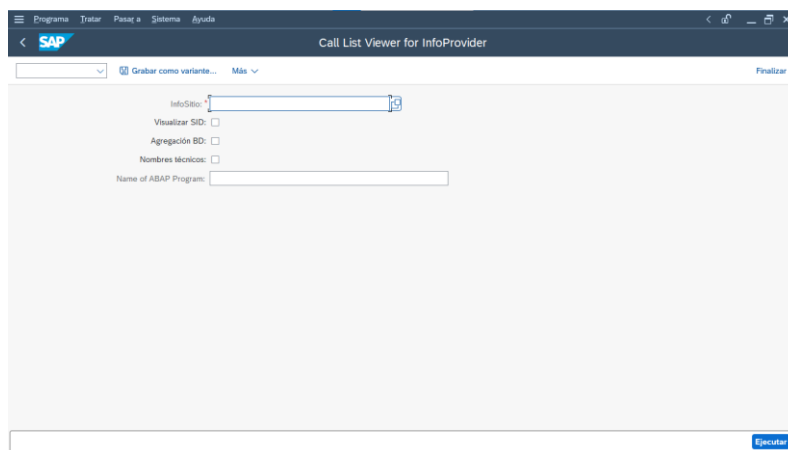 Programa Tratar Pasar a Sistema Ayuda
SAP Call List Viewer for InfoProvider
Grabar como variante... Más Finalizar
InfoSitio: *
Visualizar SID:
Agregación BD:
Nombres técnicos:
Name of ABAP Program:
Ejecutar